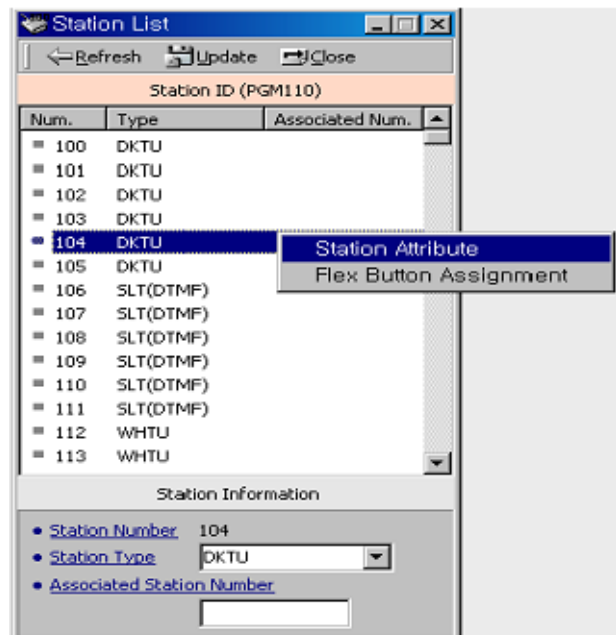 Station List
Refresh Update Close
Station ID (PGM110)
Num. Type Associated Num.
100 DKTU
101 DKTU
102 DKTU
103 DKTU
104 DKTU
Station Attribute
105 DKTU
Flex Button Assignment
106 SLT(DTMF)
107 SLT(DTMF)
108 SLT(DTMF)
109 SLT(DTMF)
110 SLT(DTMF)
111 SLT(DTMF)
112 WHTU
113 WHTU
Station Information
Station Number 104
Station Type DKTU
Associated Station Number